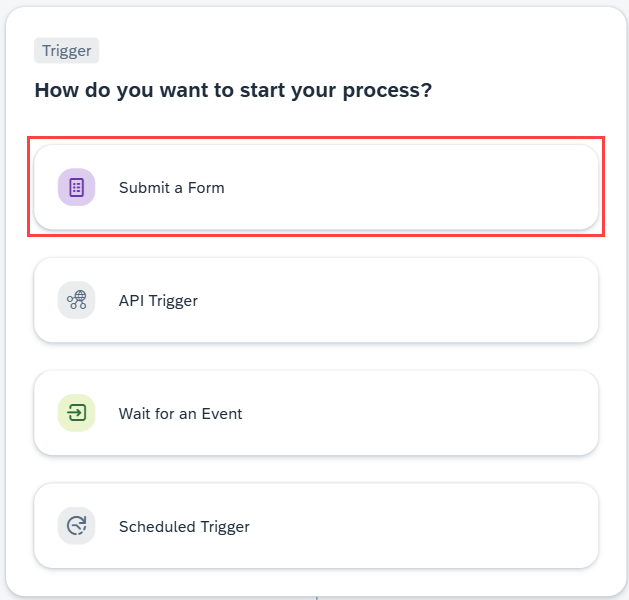 Trigger
How do you want to start your process?
Submit a Form
API Trigger
Wait for an Event
Scheduled Trigger